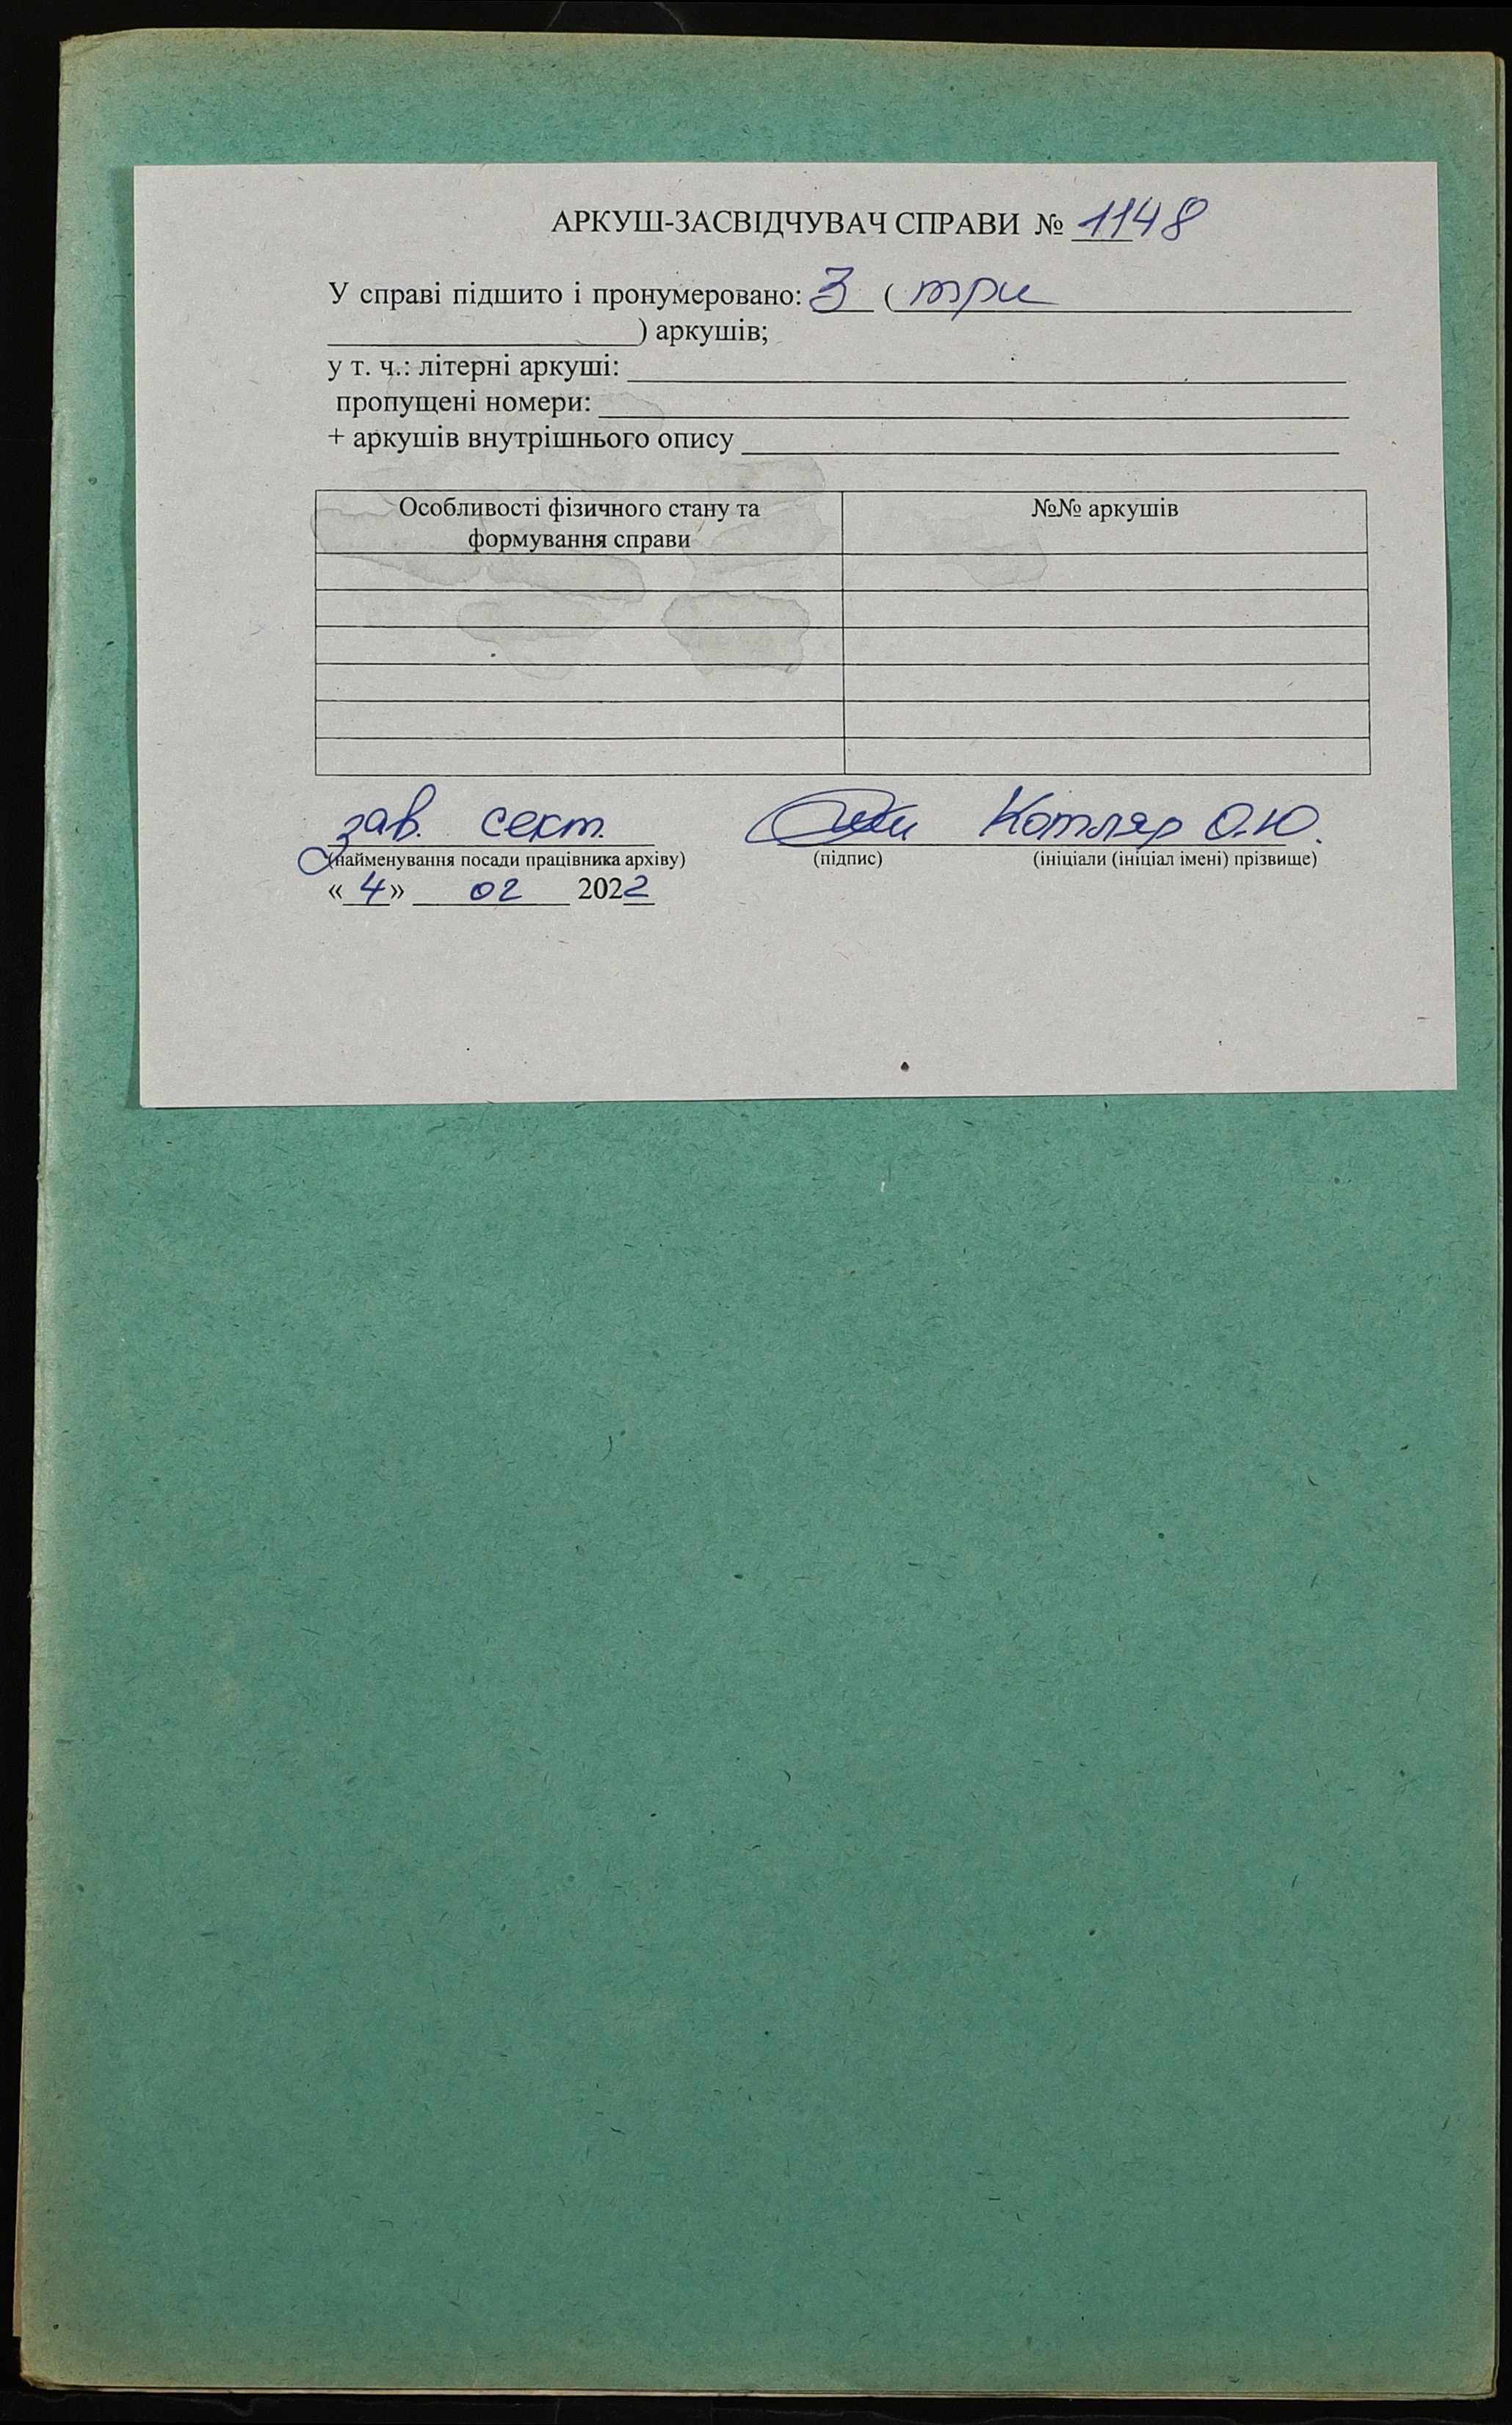 АРКУШ-ЗАСВІДЧУВАЧ СПРАВИ № 1148
У справі підшито і пронумеровано: 3 ( три
) аркушів;
у т. ч.: літерні аркуші:
пропущені номери:
+ аркушів внутрішнього опису
Особливості фізичного стану та
формування справи
№№ аркушів
зав. сект. Котляр О.Ю.
(найменування посади працівника архіву) (підпис) (ініціали (ініціал імені) прізвище)
«4» 02 2022